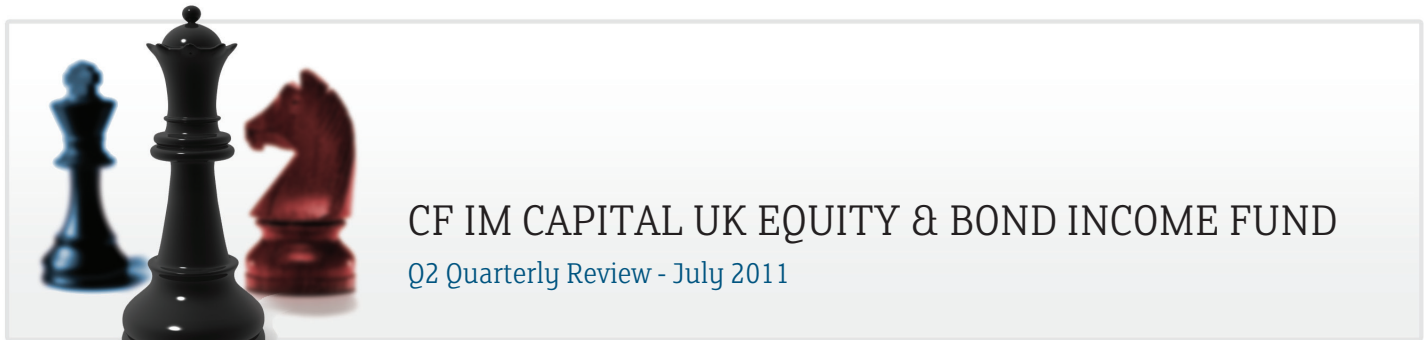 CF IM CAPITAL UK EQUITY & BOND INCOME FUND
Q2 Quarterly Review - July 2011